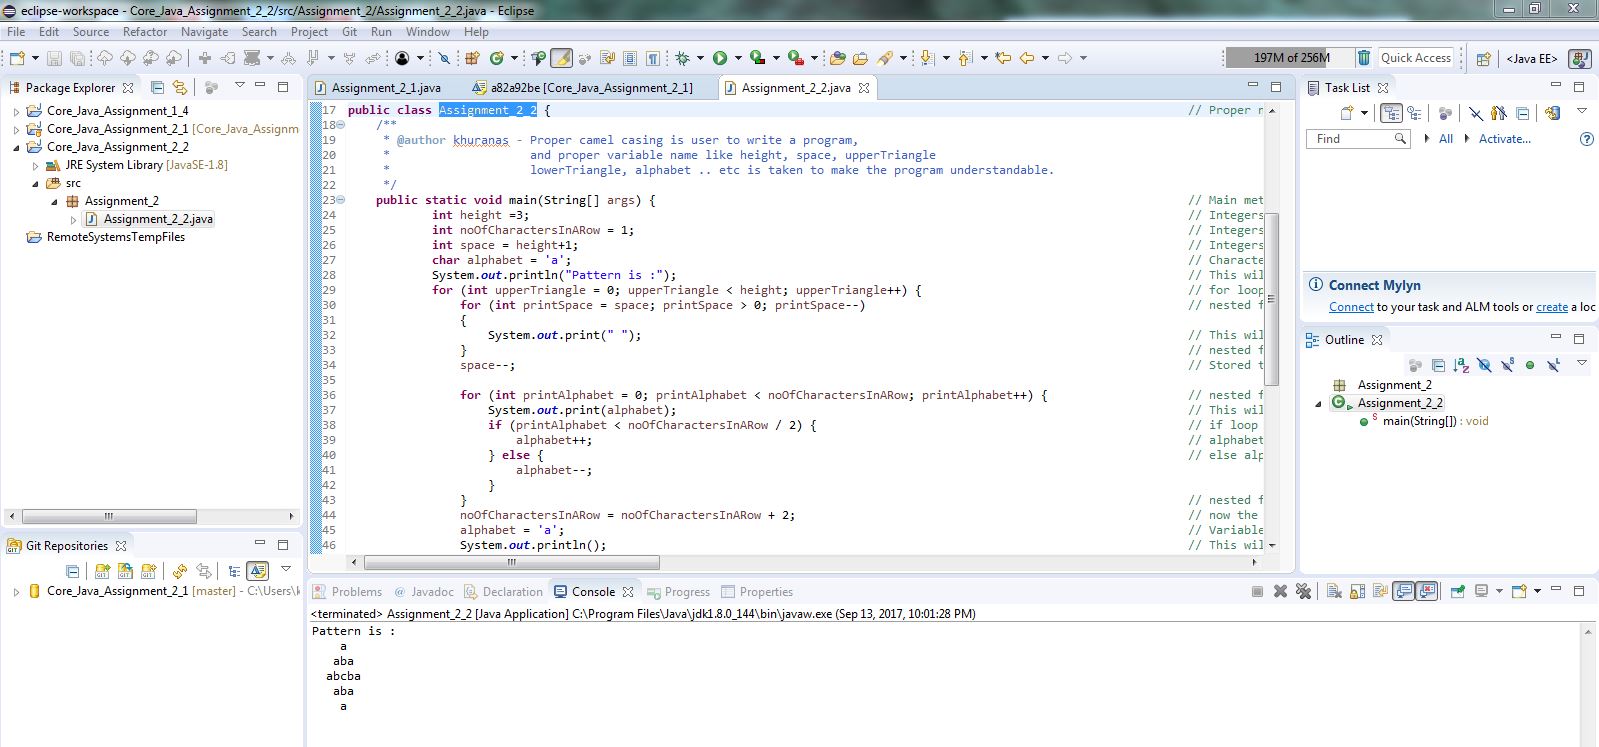 eclipse-workspace - Core_Java_Assignment_2_2/src/Assignment_2/Assignment_2_2.java - Eclipse
File Edit Source Refactor Navigate Search Project Git Run Window Help
197M of 256M Quick Access <Java EE>
Package Explorer
Core_Java_Assignment_1_4
Core_Java_Assignment_2_1 [Core_Java_Assignm
Core_Java_Assignment_2_2
JRE System Library [JavaSE-1.8]
src
Assignment_2
Assignment_2_2.java
RemoteSystemsTempFiles
Git Repositories
Core_Java_Assignment_2_1 [master] - C:\Users\k
Assignment_2_1.java a82a92be [Core_Java_Assignment_2_1] Assignment_2_2.java
17 public class Assignment_2_2 { // Proper n
18 /**
19 * @author khuranas - Proper camel casing is user to write a program,
20 * and proper variable name like height, space, upperTriangle
21 * lowerTriangle, alphabet .. etc is taken to make the program understandable.
22 */
23 public static void main(String[] args) { // Main met
24 int height =3; // Integers
25 int noOfCharactersInARow = 1; // Integers
26 int space = height+1; // Integers
27 char alphabet = 'a'; // Characte
28 System.out.println("Pattern is :"); // This wil
29 for (int upperTriangle = 0; upperTriangle < height; upperTriangle++) { // for loop
30 for (int printSpace = space; printSpace > 0; printSpace--) // nested f
31 {
32 System.out.print(" "); // This wil
33 } // nested f
34 space--; // Stored t
35
36 for (int printAlphabet = 0; printAlphabet < noOfCharactersInARow; printAlphabet++) { // nested f
37 System.out.print(alphabet); // This wil
38 if (printAlphabet < noOfCharactersInARow / 2) { // if loop
39 alphabet++; // alphabet
40 } else { // else alp
41 alphabet--;
42 }
43 } // nested f
44 noOfCharactersInARow = noOfCharactersInARow + 2; // now the
45 alphabet = 'a'; // Variable
46 System.out.println(); // This wil
Task List
Find All Activate...
Connect Mylyn
Connect to your task and ALM tools or create a loc
Outline
Assignment_2
Assignment_2_2
main(String[]) : void
Problems @ Javadoc Declaration Console Progress Properties
<terminated> Assignment_2_2 [Java Application] C:\Program Files\Java\jdk1.8.0_144\bin\javaw.exe (Sep 13, 2017, 10:01:28 PM)
Pattern is :
a
aba
abcba
aba
a